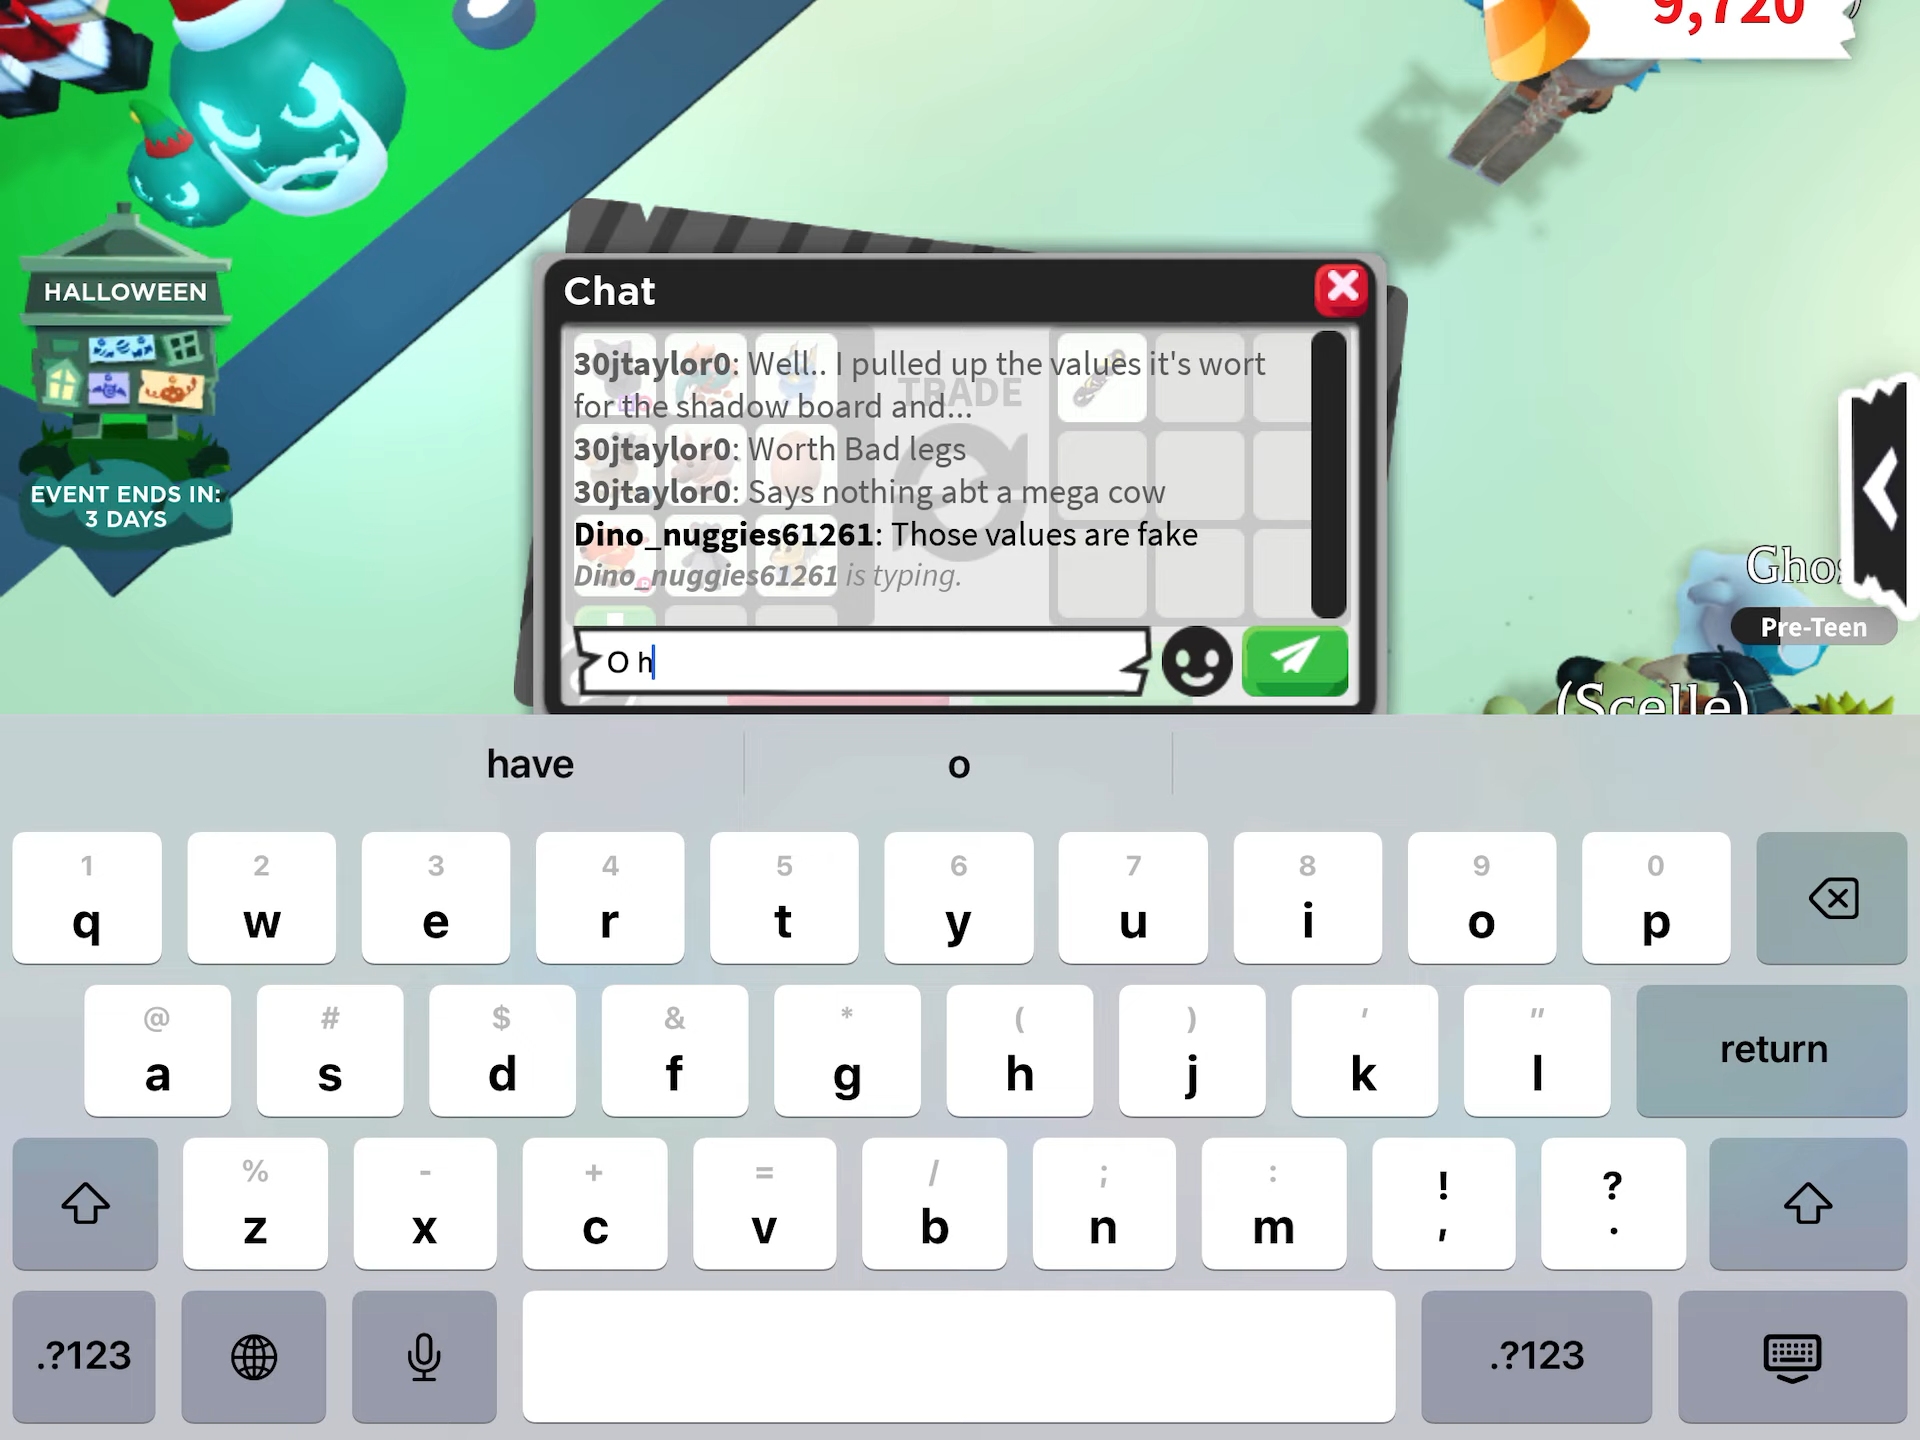 9,720
HALLOWEEN
EVENT ENDS IN:
3 DAYS
Chat
30jtaylor0: Well.. I pulled up the values it's wort
for the shadow board and...
TRADE
30jtaylor0: Worth Bad legs
30jtaylor0: Says nothing abt a mega cow
Dino_nuggies61261: Those values are fake
Dino_nuggies61261 is typing.
O h
Pre-Teen
(Scelle)
have o
1 2 3 4 5 6 7 8 9 0
q w e r t y u i o p
@ # $ & * ( ) ' "
a s d f g h j k l return
% - + = / ; : ! ?
z x c v b n m , .
.?123 .?123